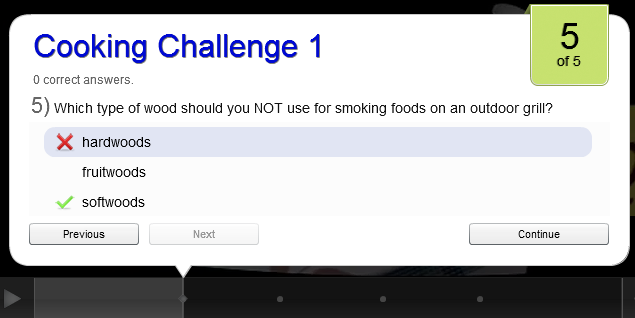 Cooking Challenge 1
5
of 5
0 correct answers.
5) Which type of wood should you NOT use for smoking foods on an outdoor grill?
hardwoods
fruitwoods
softwoods
Previous
Next
Continue